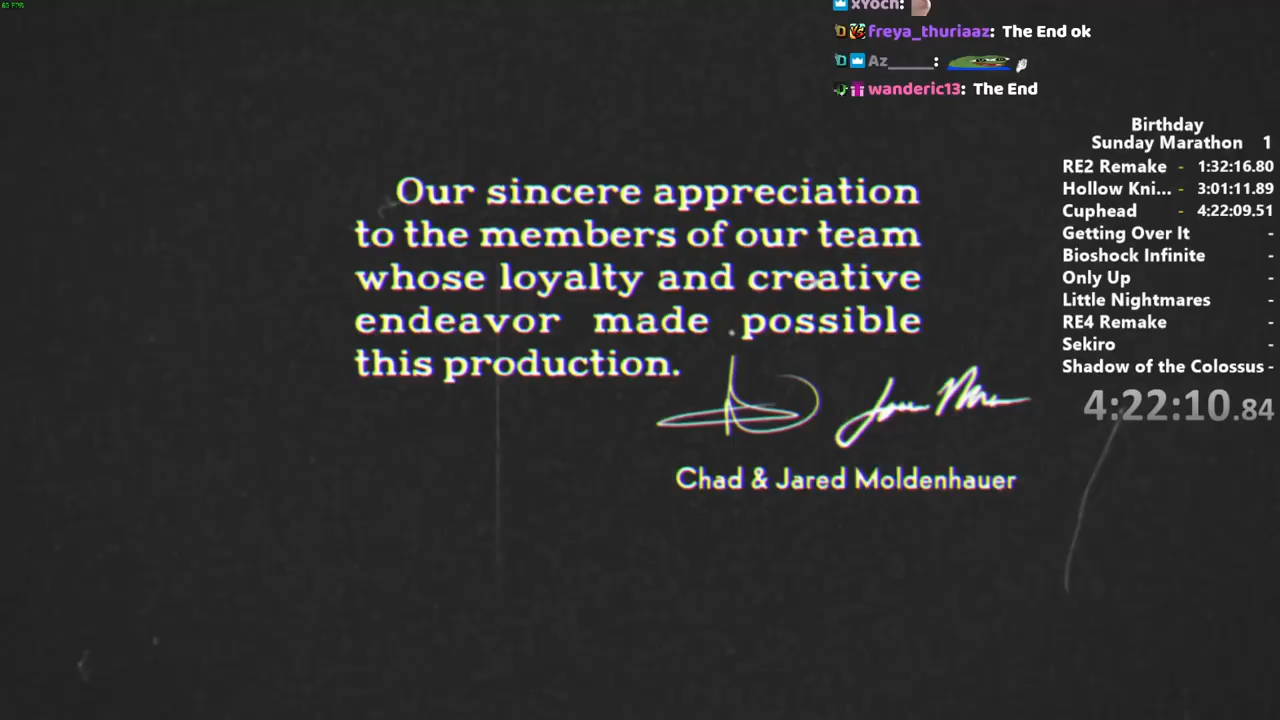 65 FPS
xYoch:
freya_thuriaaz: The End ok
Az_____:
wanderic13: The End
Birthday
Sunday Marathon 1
RE2 Remake - 1:32:16.80
Hollow Kni... - 3:01:11.89
Cuphead - 4:22:09.51
Getting Over It -
Bioshock Infinite -
Only Up -
Little Nightmares -
RE4 Remake -
Sekiro -
Shadow of the Colossus -
4:22:10.84
Our sincere appreciation
to the members of our team
whose loyalty and creative
endeavor made possible
this production.
Chad & Jared Moldenhauer